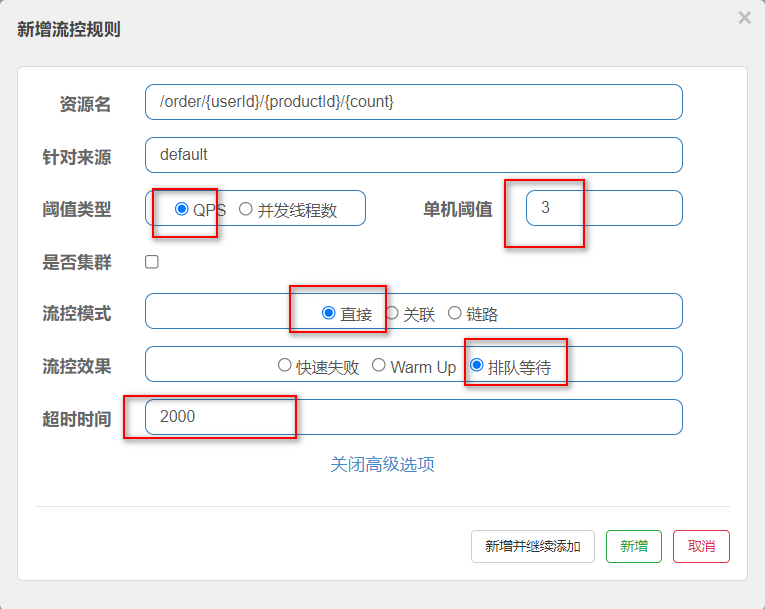 新增流控规则
资源名 /order/{userId}/{productId}/{count}
针对来源 default
阈值类型 QPS 并发线程数 单机阈值 3
是否集群
流控模式 直接 关联 链路
流控效果 快速失败 Warm Up 排队等待
超时时间 2000
关闭高级选项
新增并继续添加 新增 取消